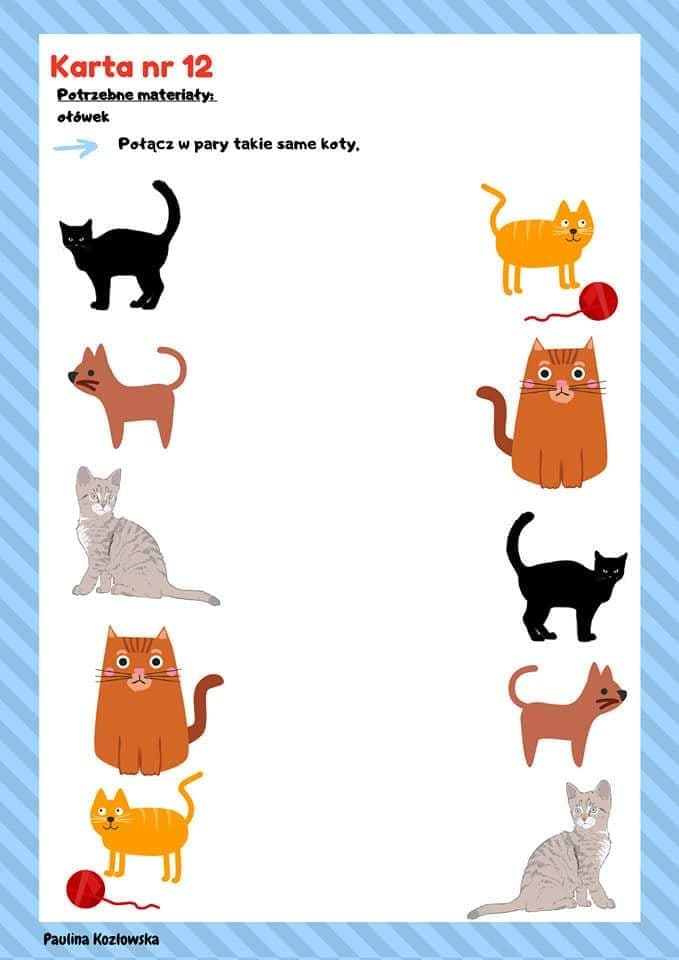 Karta nr 12
Potrzebne materiały:
ołówek
Połącz w pary takie same koty.
Paulina Kozłowska